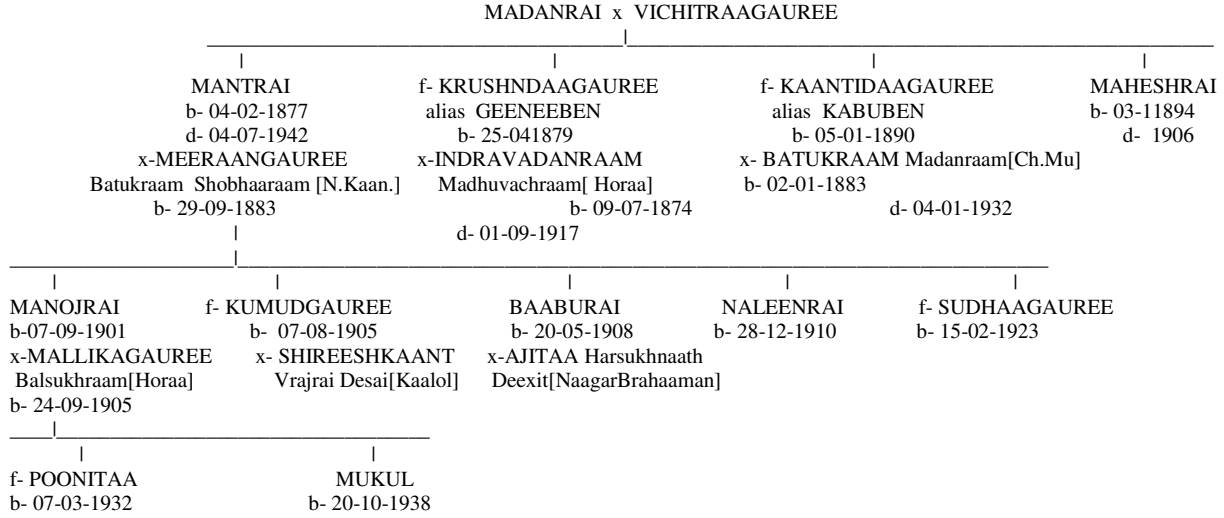 MADANRAI x VICHITRAAGAUREE
MANTRAI f- KRUSHNDAAGAUREE f- KAANTIDAAGAUREE MAHESHRAI
b- 04-02-1877 alias GEENEEBEN alias KABUBEN b- 03-11894
d- 04-07-1942 b- 25-041879 b- 05-01-1890 d- 1906
x-MEERAANGAUREE x-INDRAVADANRAAM x- BATUKRAAM Madanraam[Ch.Mu]
Batukraam Shobhaaraam [N.Kaan.] Madhuvachraam[ Horaa] b- 02-01-1883
b- 29-09-1883 b- 09-07-1874 d- 04-01-1932
d- 01-09-1917
MANOJRAI f- KUMUDGAUREE BAABURAI NALEENRAI f- SUDHAAGAUREE
b-07-09-1901 b- 07-08-1905 b- 20-05-1908 b- 28-12-1910 b- 15-02-1923
x-MALLIKAGAUREE x- SHIREESHKAANT x-AJITAA Harsukhnaath
Balsukhraam[Horaa] Vrajrai Desai[Kaalol] Deexit[NaagarBrahaaman]
b- 24-09-1905
f- POONITAA MUKUL
b- 07-03-1932 b- 20-10-1938